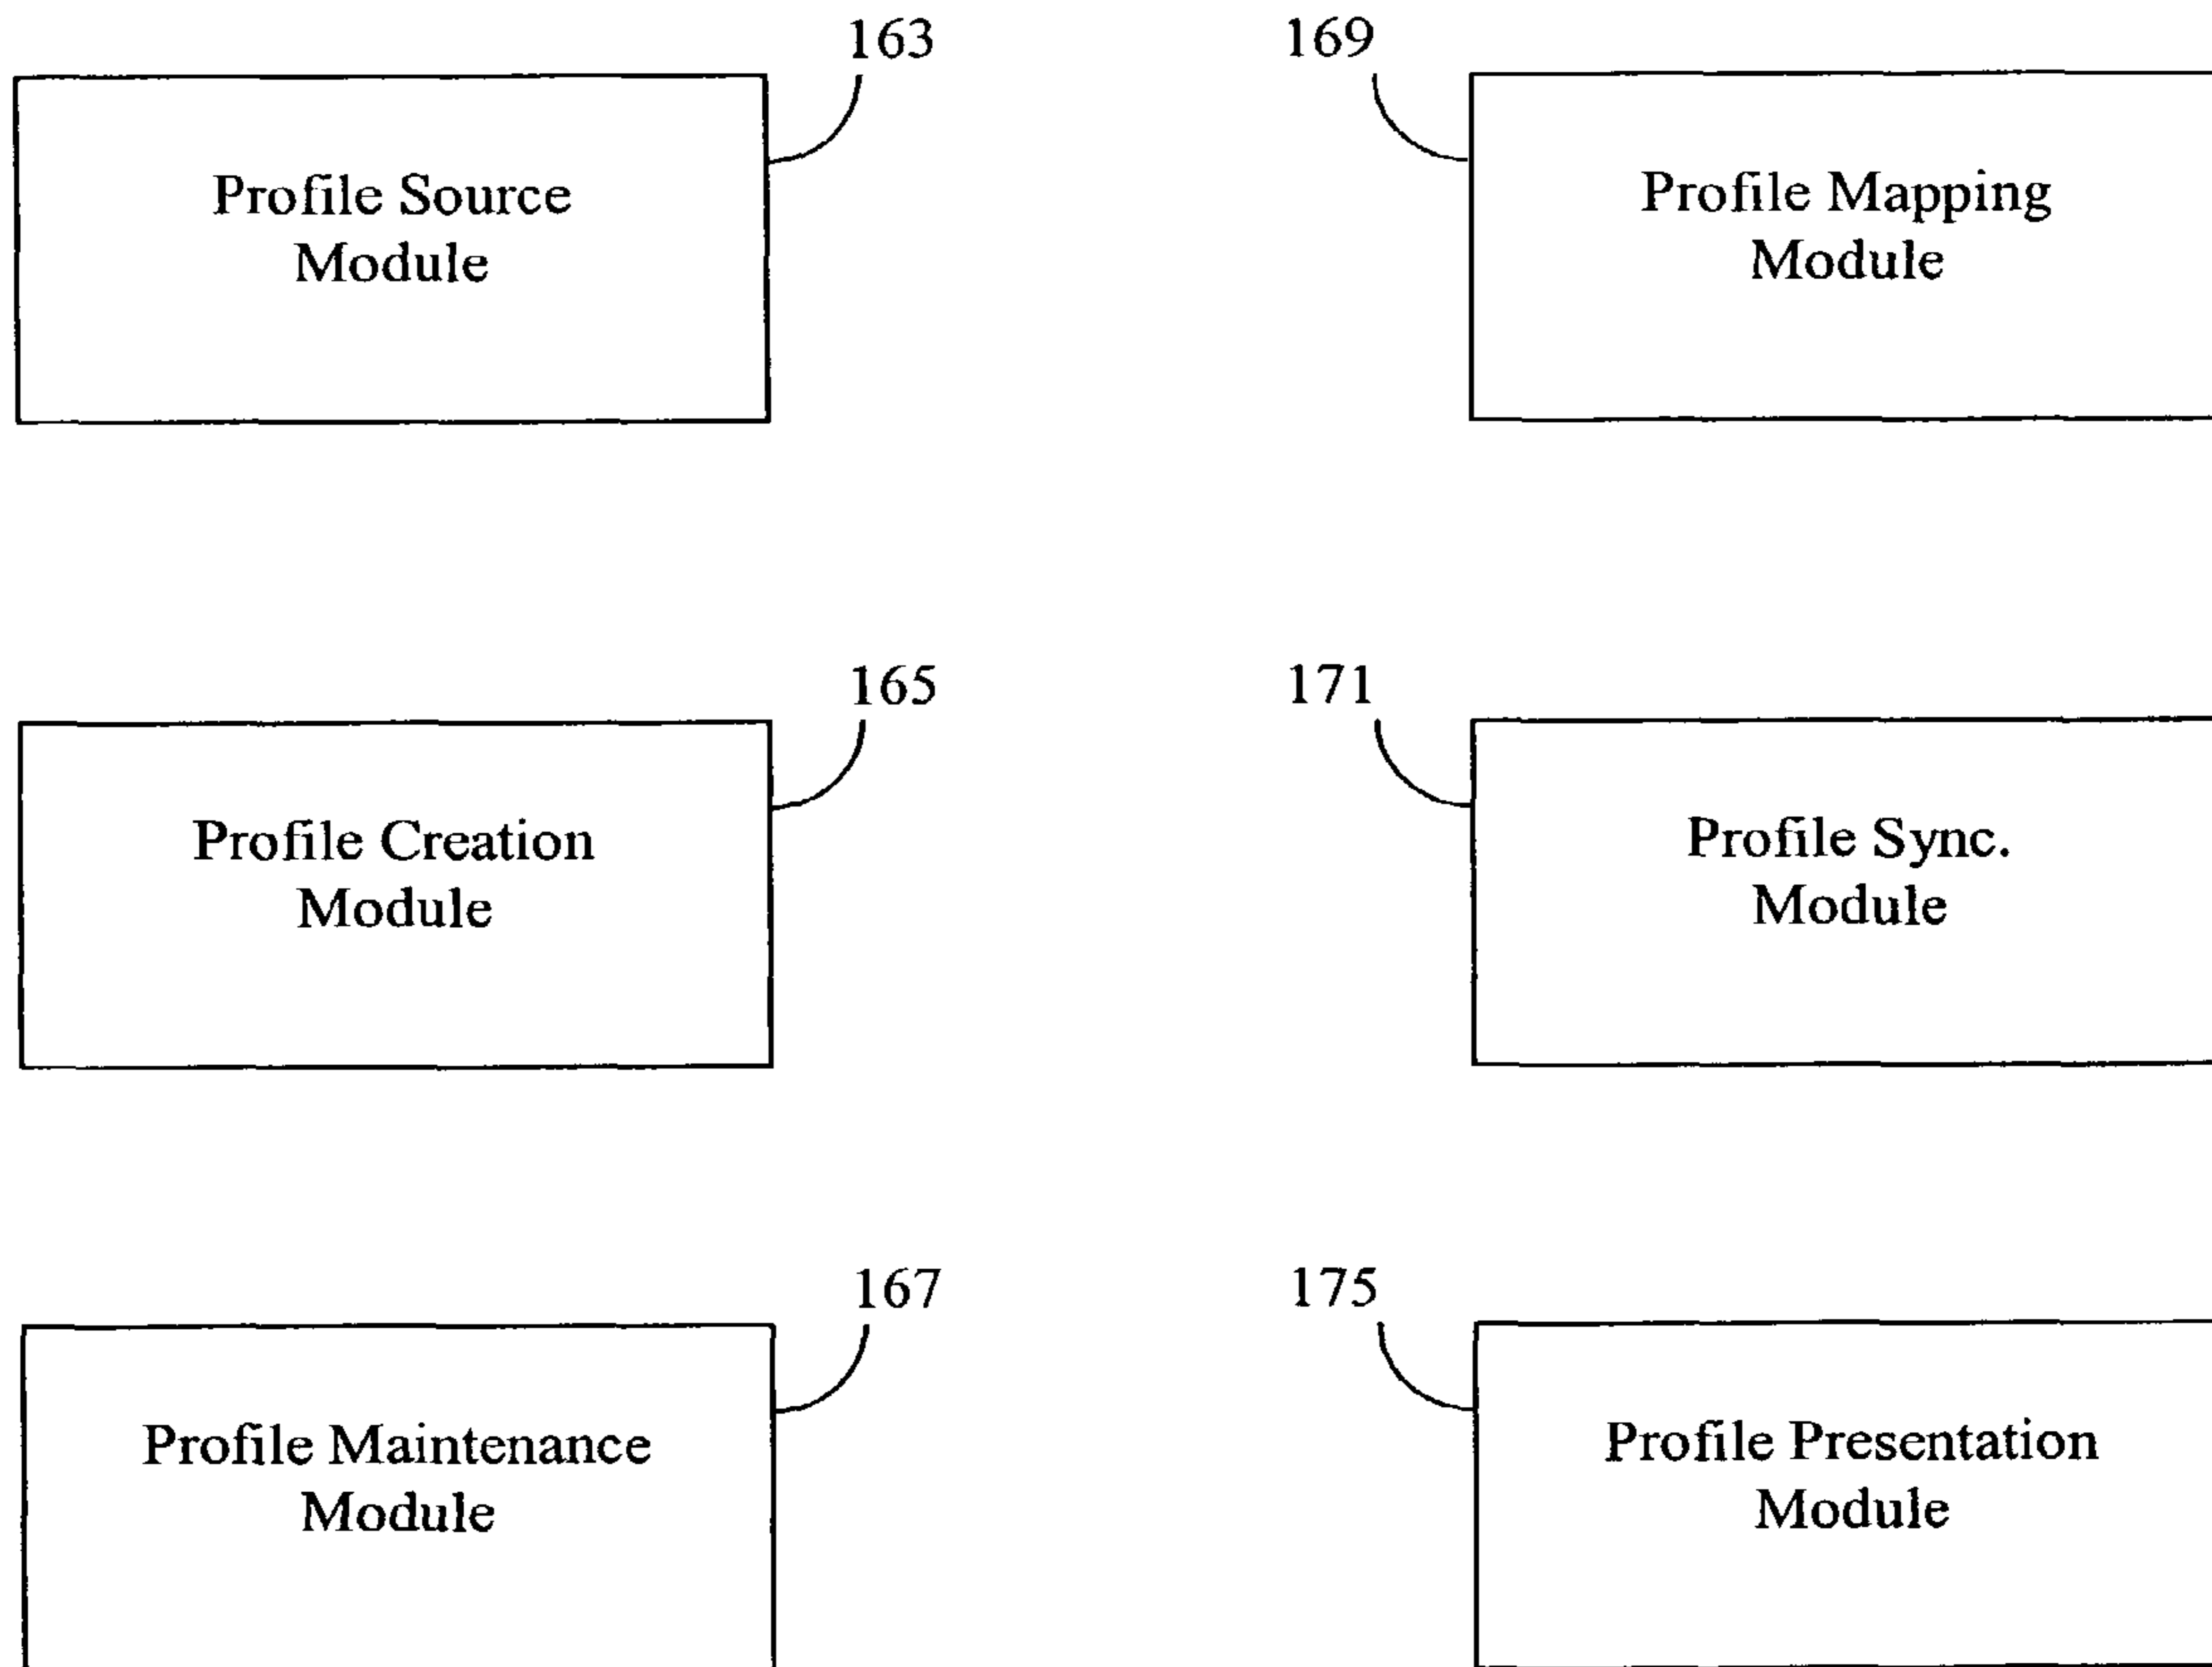 163
Profile Source
Module
169
Profile Mapping
Module
165
Profile Creation
Module
171
Profile Sync.
Module
167
Profile Maintenance
Module
175
Profile Presentation
Module